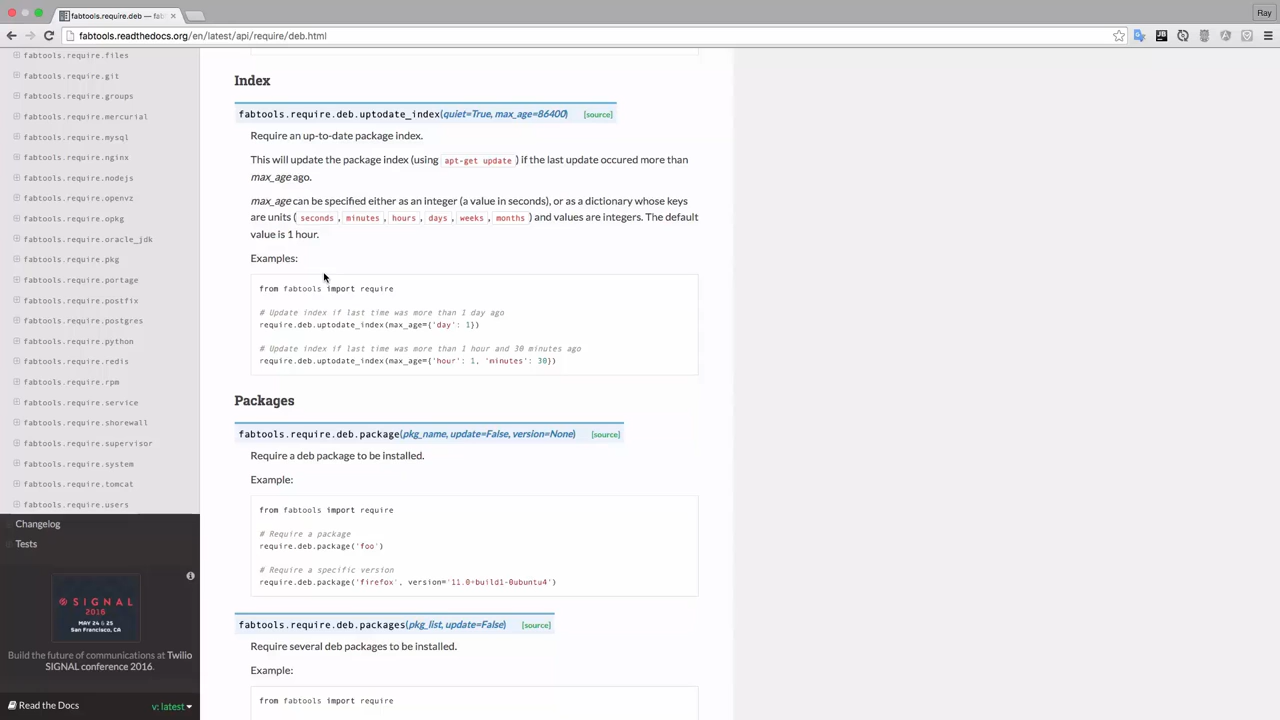 fabtools.require.deb — fab
Ray
fabtools.readthedocs.org/en/latest/api/require/deb.html
fabtools.require.files
fabtools.require.git
fabtools.require.groups
fabtools.require.mercurial
fabtools.require.mysql
fabtools.require.nginx
fabtools.require.nodejs
fabtools.require.openvz
fabtools.require.opkg
fabtools.require.oracle_jdk
fabtools.require.pkg
fabtools.require.portage
fabtools.require.postfix
fabtools.require.postgres
fabtools.require.python
fabtools.require.redis
fabtools.require.rpm
fabtools.require.service
fabtools.require.shorewall
fabtools.require.supervisor
fabtools.require.system
fabtools.require.tomcat
fabtools.require.users
Changelog
Tests
SIGNAL
2016
MAY 24 & 25
San Francisco, CA
Build the future of communications at Twilio
SIGNAL conference 2016.
Read the Docs
v: latest
Index
fabtools.require.deb.uptodate_index(quiet=True, max_age=86400) [source]
Require an up-to-date package index.
This will update the package index (using apt-get update ) if the last update occured more than
max_age ago.
max_age can be specified either as an integer (a value in seconds), or as a dictionary whose keys
are units ( seconds , minutes , hours , days , weeks , months ) and values are integers. The default
value is 1 hour.
Examples:
from fabtools import require
# Update index if last time was more than 1 day ago
require.deb.uptodate_index(max_age={'day': 1})
# Update index if last time was more than 1 hour and 30 minutes ago
require.deb.uptodate_index(max_age={'hour': 1, 'minutes': 30})
Packages
fabtools.require.deb.package(pkg_name, update=False, version=None) [source]
Require a deb package to be installed.
Example:
from fabtools import require
# Require a package
require.deb.package('foo')
# Require a specific version
require.deb.package('firefox', version='11.0+build1-0ubuntu4')
fabtools.require.deb.packages(pkg_list, update=False) [source]
Require several deb packages to be installed.
Example:
from fabtools import require